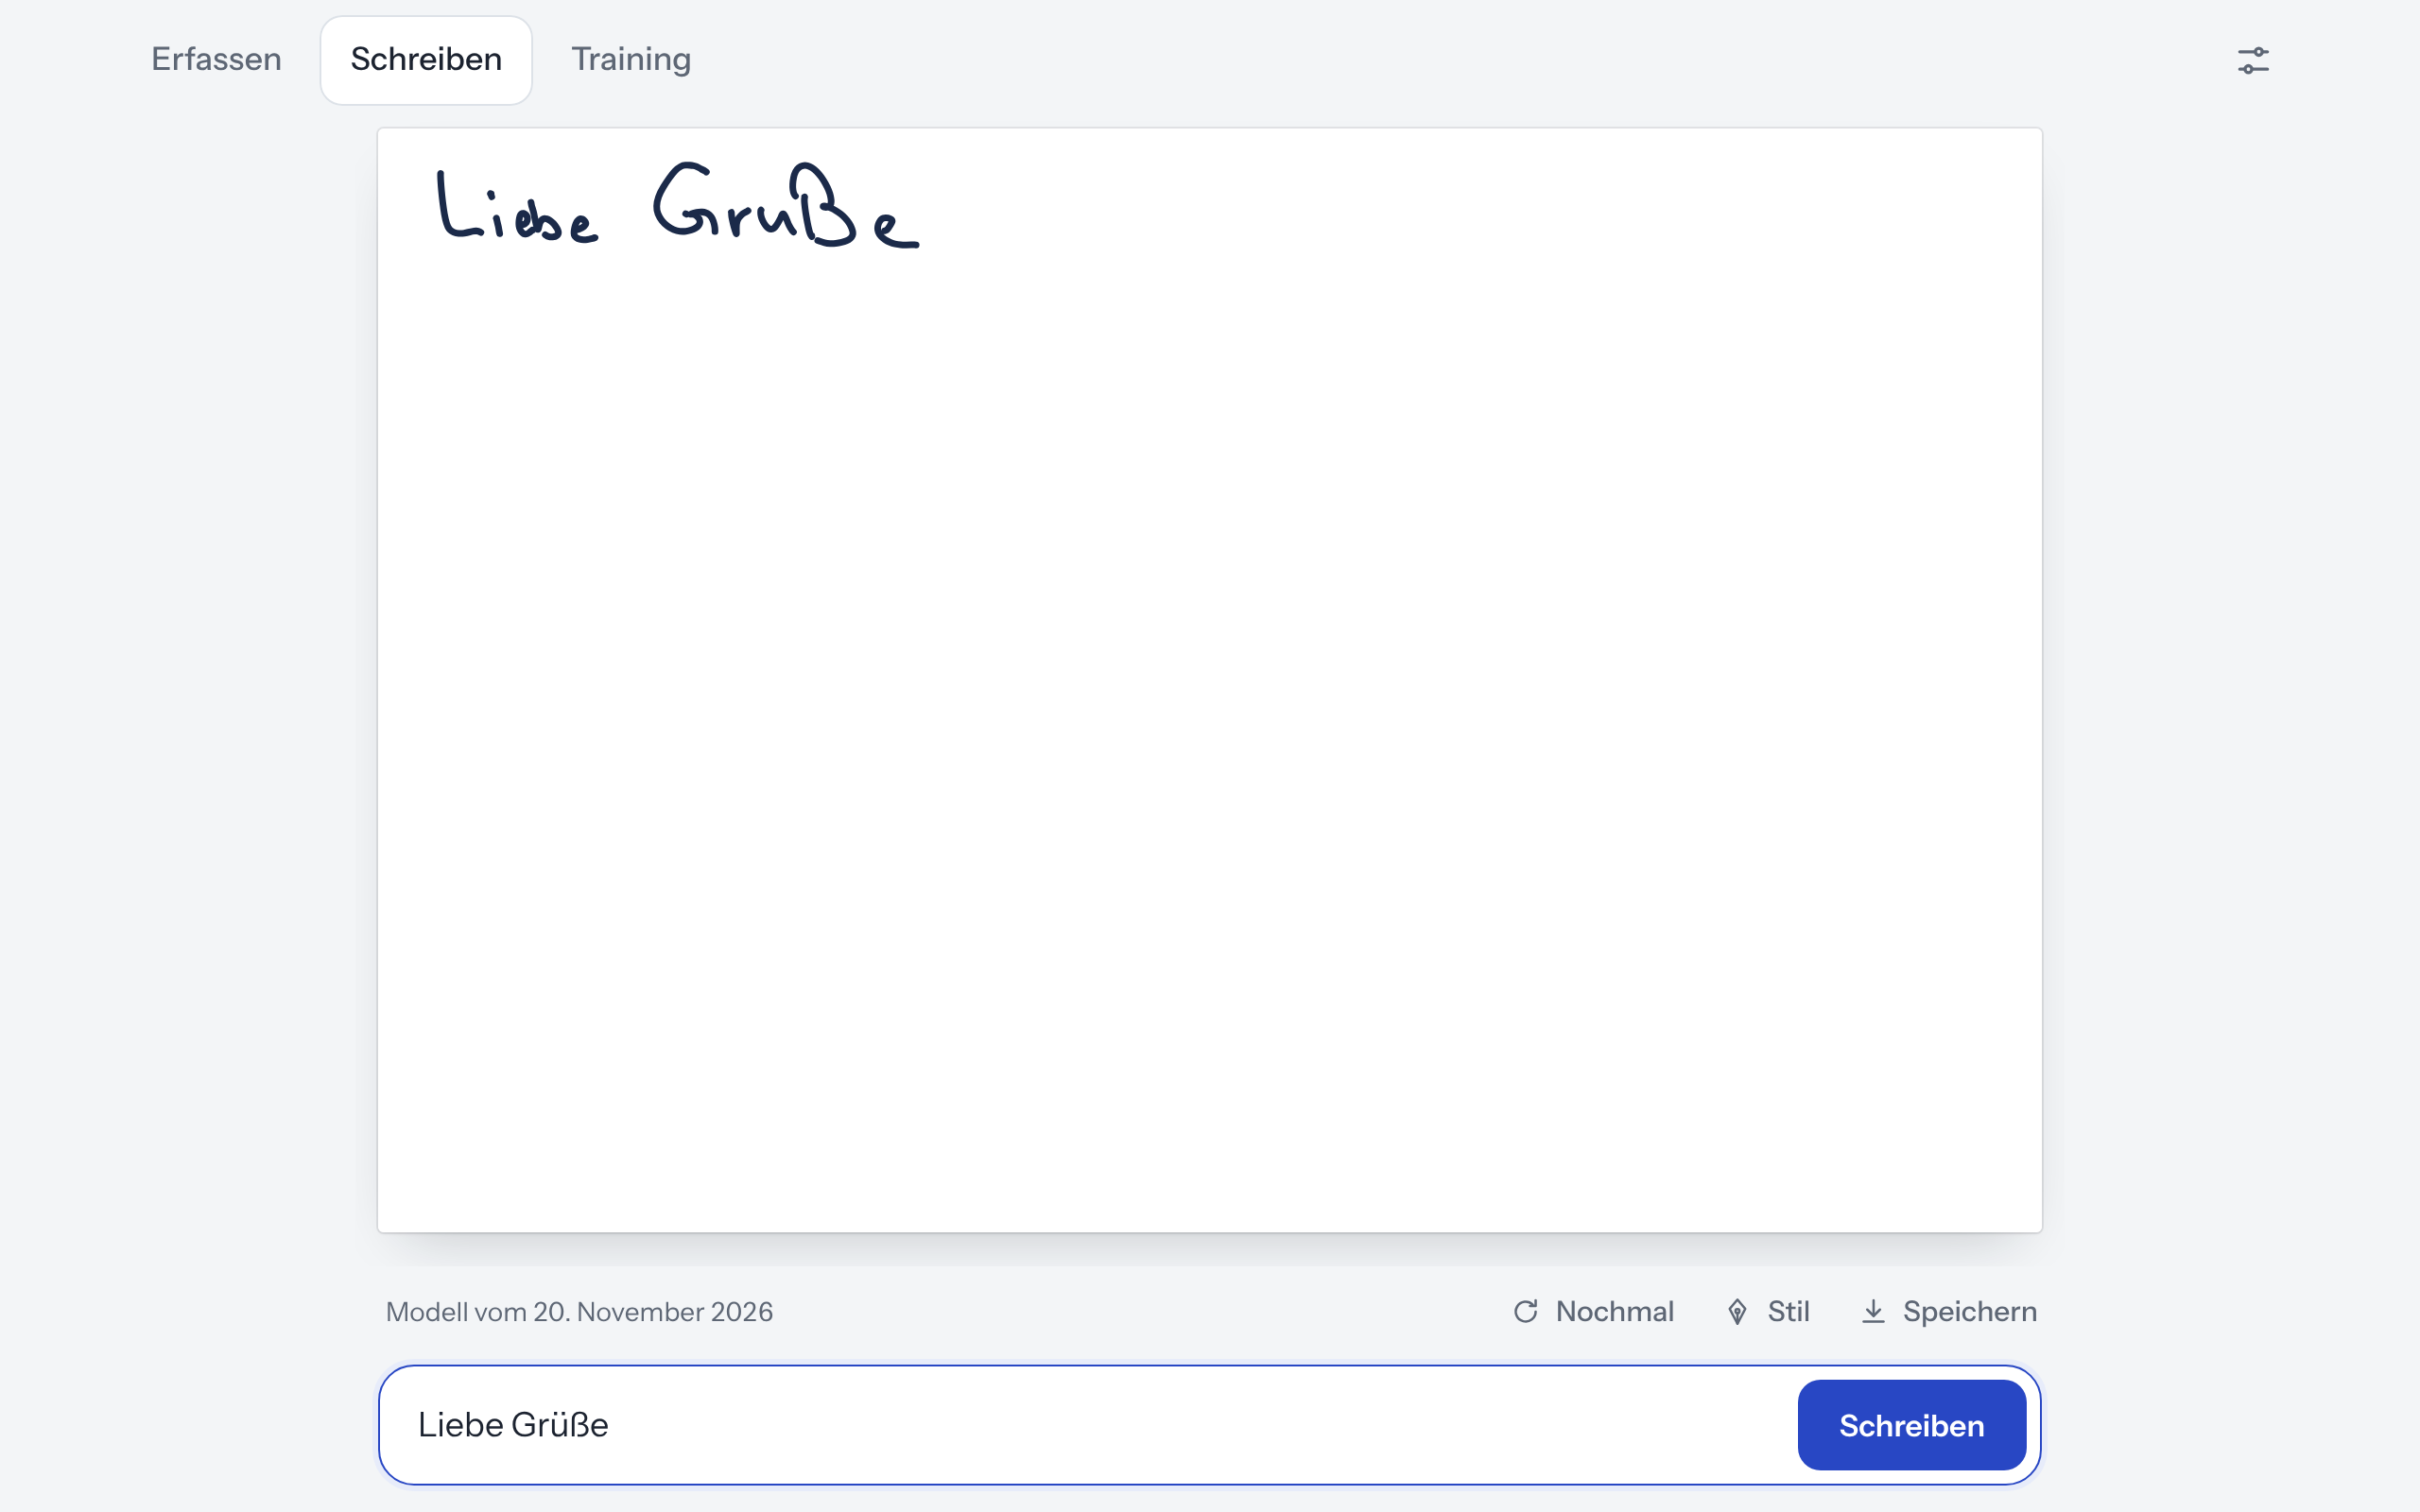 Erfassen Schreiben Training
Liebe Gruße
Modell vom 20. November 2026 Nochmal Stil Speichern
Liebe Grüße Schreiben